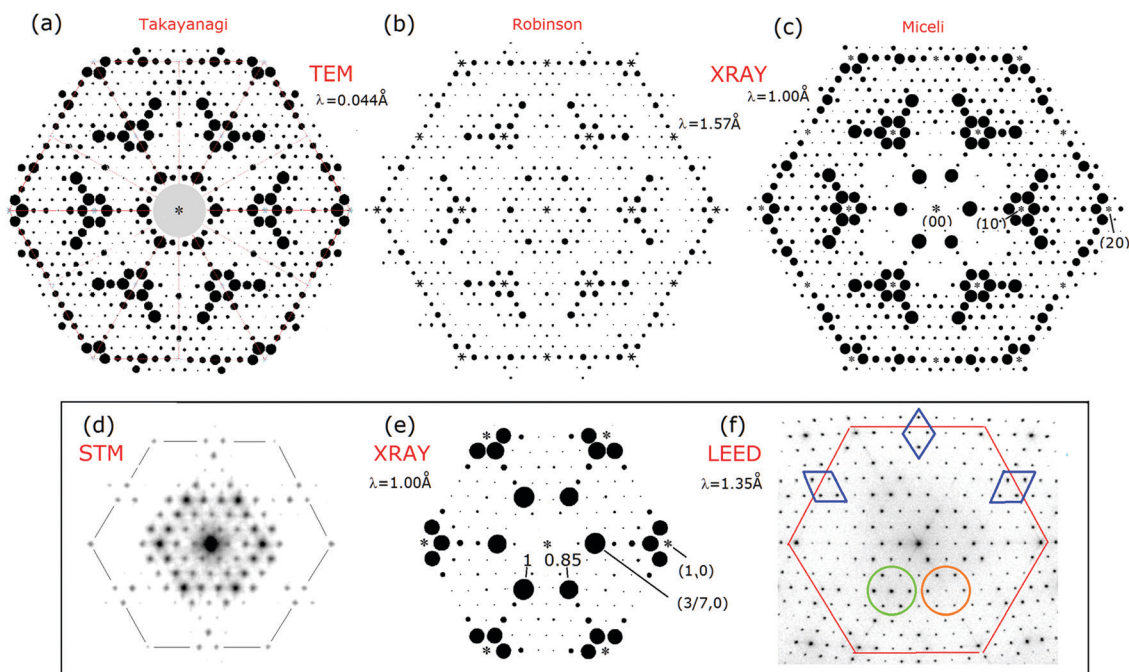 (a)
Takayanagi
TEM
λ=0.044Å
(b)
Robinson
λ=1.57Å
(c)
Miceli
XRAY
λ=1.00Å
(00)
(10)
(20)
(d)
STM
(e)
XRAY
λ=1.00Å
1 0.85
(1,0)
(3/7,0)
(f)
LEED
λ=1.35Å